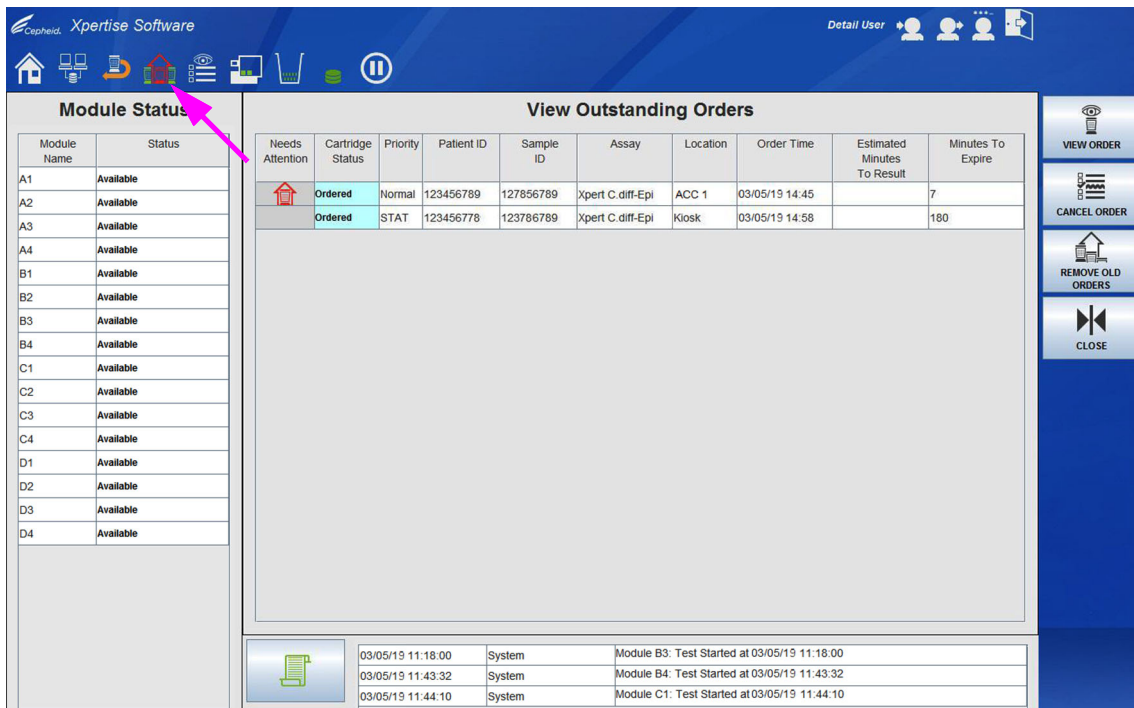 Cepheid. Xpertise Software
Detail User
Module Status
View Outstanding Orders
Module Name Status
A1 Available
A2 Available
A3 Available
A4 Available
B1 Available
B2 Available
B3 Available
B4 Available
C1 Available
C2 Available
C3 Available
C4 Available
D1 Available
D2 Available
D3 Available
D4 Available
Needs Attention Cartridge Status Priority Patient ID Sample ID Assay Location Order Time Estimated Minutes To Result Minutes To Expire
Ordered Normal 123456789 127856789 Xpert C.diff-Epi ACC 1 03/05/19 14:45 7
Ordered STAT 123456778 123786789 Xpert C.diff-Epi Kiosk 03/05/19 14:58 180
VIEW ORDER
CANCEL ORDER
REMOVE OLD
ORDERS
CLOSE
03/05/19 11:18:00 System Module B3: Test Started at 03/05/19 11:18:00
03/05/19 11:43:32 System Module B4: Test Started at 03/05/19 11:43:32
03/05/19 11:44:10 System Module C1: Test Started at 03/05/19 11:44:10